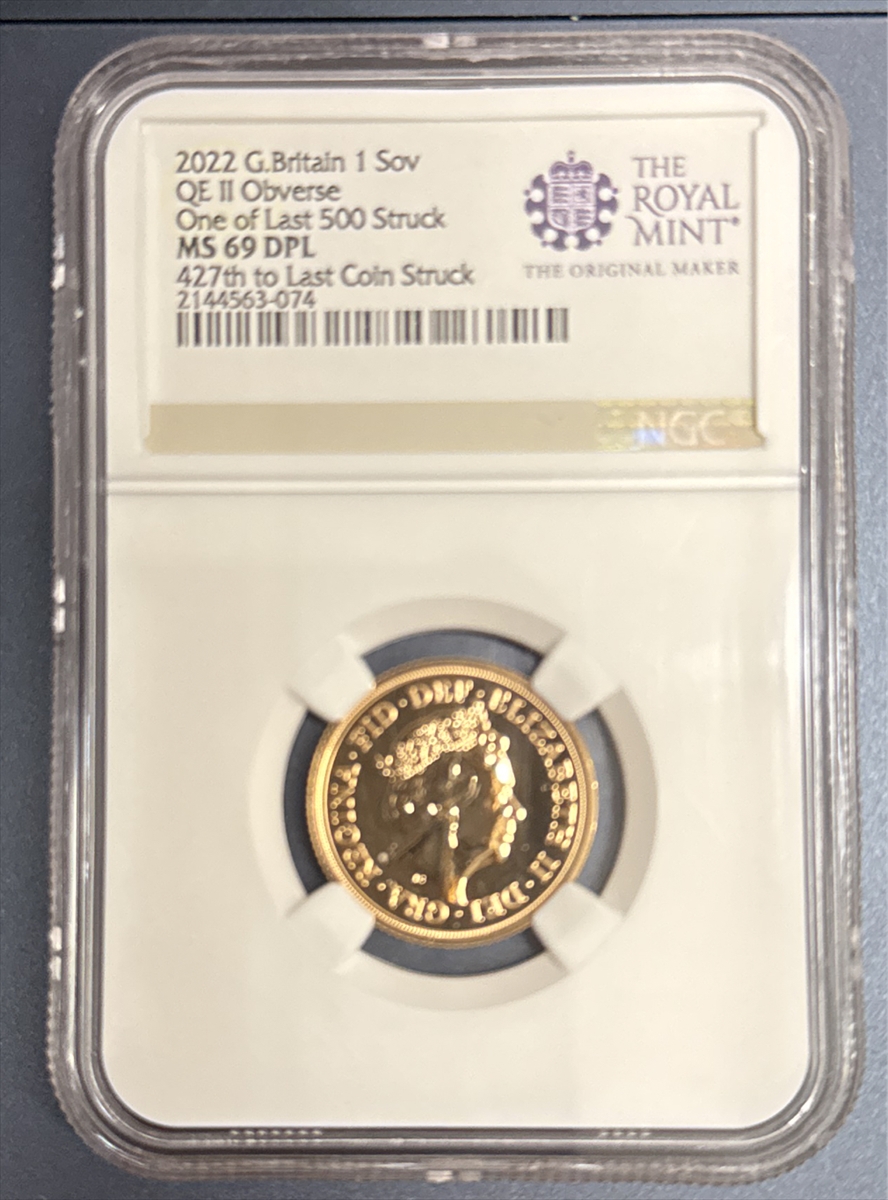 2022 G.Britain 1 Sov
QE II Obverse
One of Last 500 Struck
MS 69 DPL
427th to Last Coin Struck
2144563-074
THE
ROYAL
MINT®
THE ORIGINAL MAKER
NGC
ELIZABETH · II · DEI · GRA · REGINA · FID · DEF ·